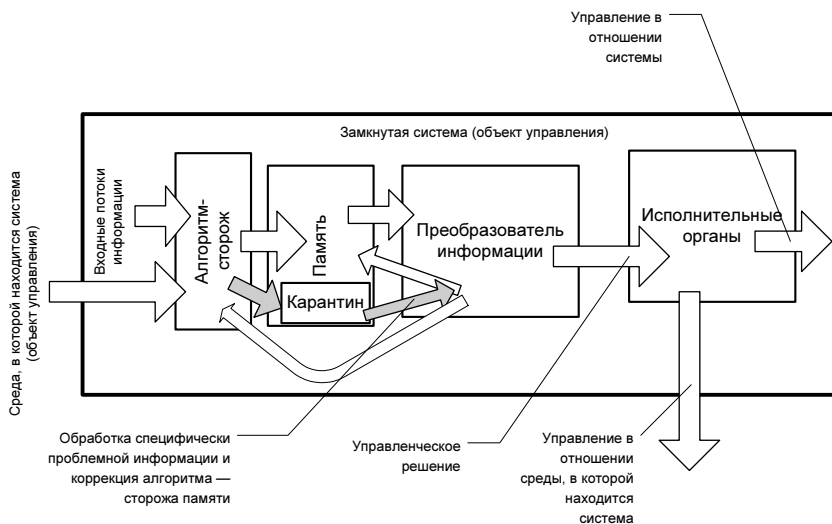 Управление в
отношении
системы
Замкнутая система (объект управления)
Среда, в которой находится система
(объект управления)
Входные потоки
информации
Алгоритм-
сторож
Память
Карантин
Преобразователь
информации
Исполнительные
органы
Обработка специфически
проблемной информации и
коррекция алгоритма —
сторожа памяти
Управленческое
решение
Управление в
отношении
среды, в которой
находится
система